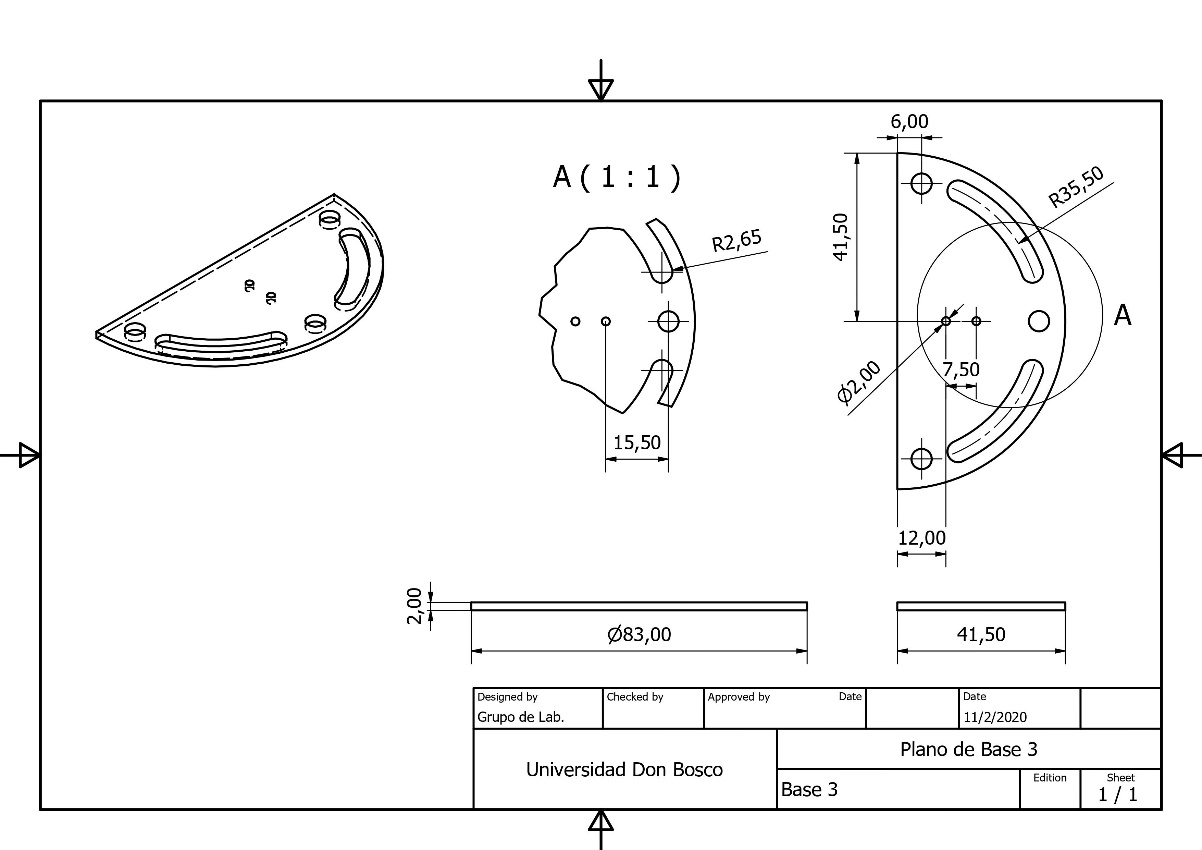 A ( 1 : 1 )
6,00
R35,50
41,50
R2,65
A
Ø2,00
7,50
15,50
12,00
2,00
Ø83,00
41,50
Designed by
Checked by
Approved by
Date
Date
Grupo de Lab.
11/2/2020
Universidad Don Bosco
Plano de Base 3
Base 3
Edition
Sheet
1 / 1